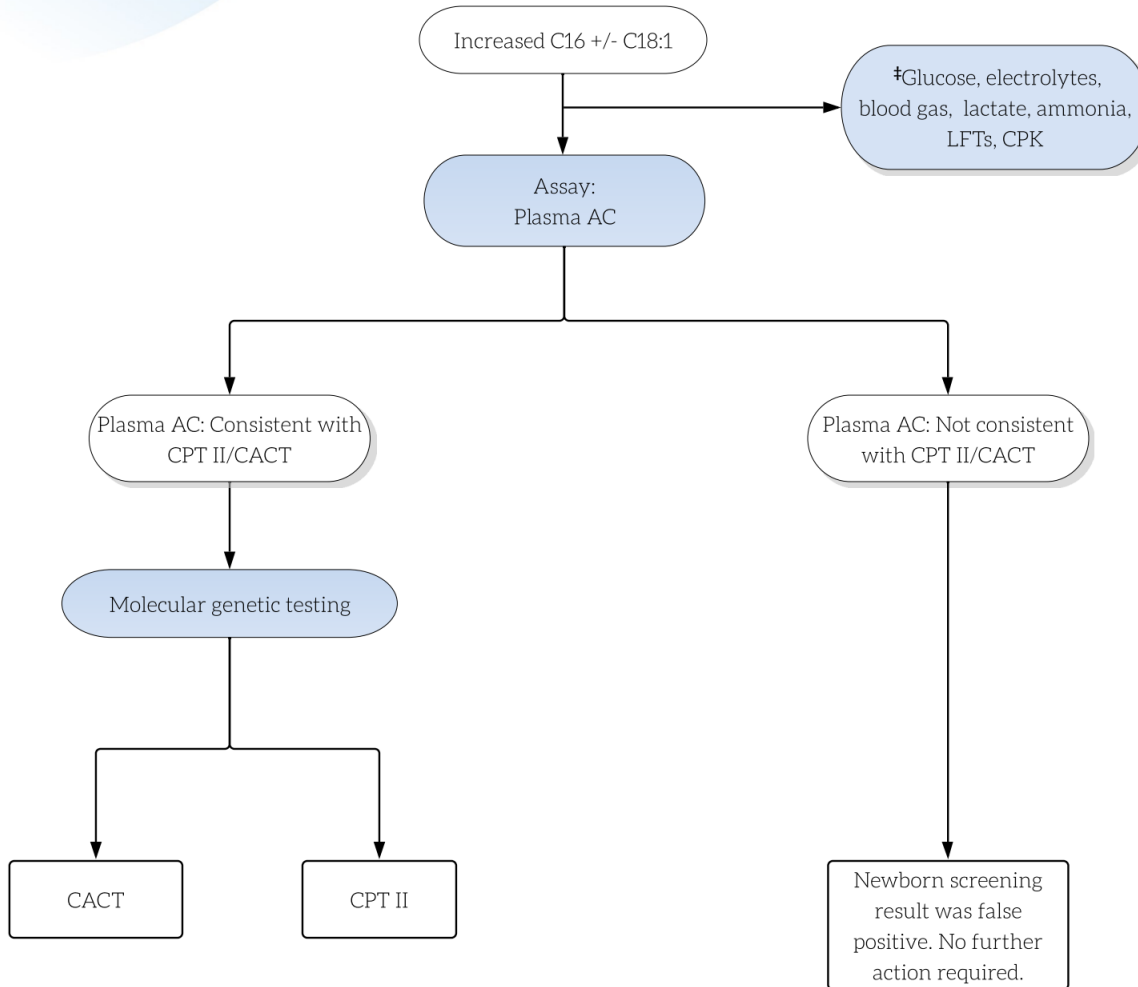 Increased C16 +/- C18:1
‡Glucose, electrolytes,
blood gas, lactate, ammonia,
LFTs, CPK
Assay:
Plasma AC
Plasma AC: Consistent with
CPT II/CACT
Plasma AC: Not consistent
with CPT II/CACT
Molecular genetic testing
CACT
CPT II
Newborn screening
result was false
positive. No further
action required.